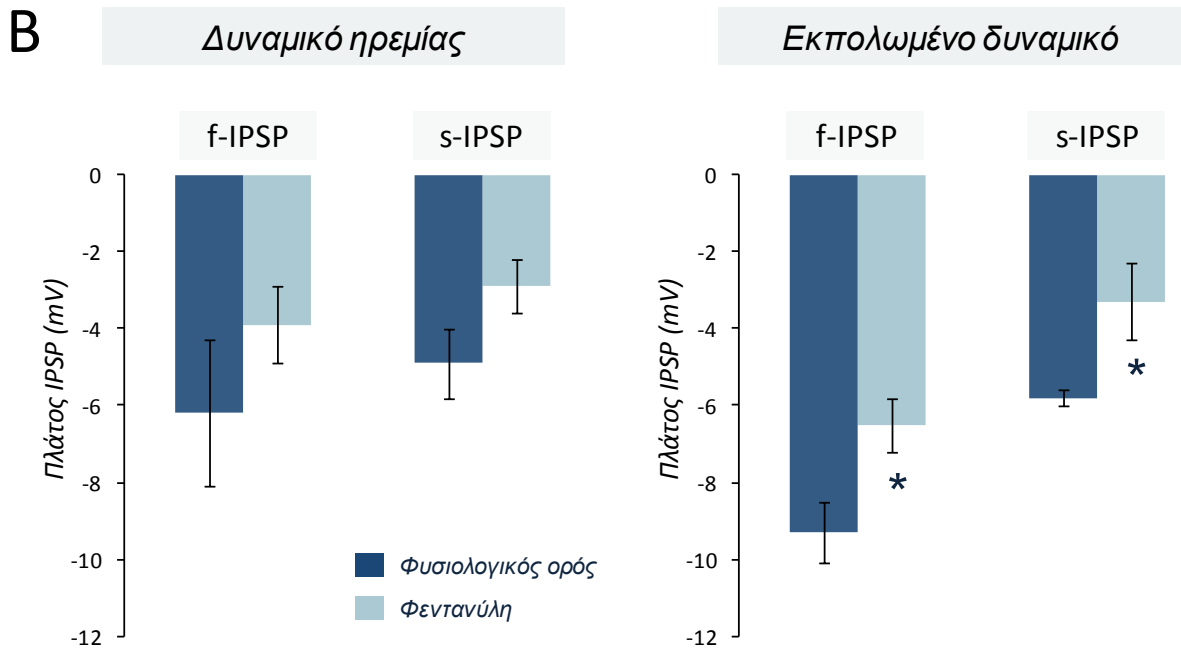 B
Δυναμικό ηρεμίας
Εκπολωμένο δυναμικό
f-IPSP
s-IPSP
f-IPSP
s-IPSP
Πλάτος IPSP (mV)
0
-2
-4
-6
-8
-10
-12
Πλάτος IPSP (mV)
0
-2
-4
-6
-8
-10
-12
*
*
Φυσιολογικός ορός
Φεντανύλη